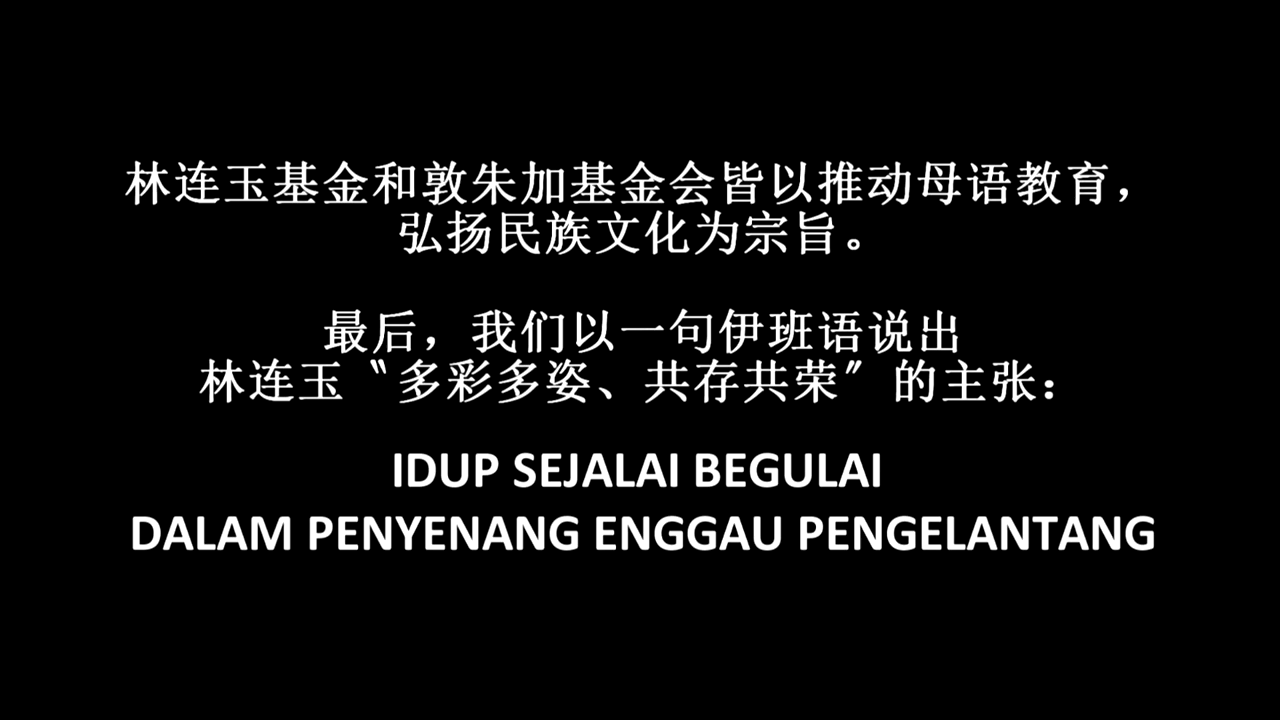 林连玉基金和敦朱加基金会皆以推动母语教育，
弘扬民族文化为宗旨。
最后，我们以一句伊班语说出
林连玉〝多彩多姿、共存共荣〞的主张：
IDUP SEJALAI BEGULAI
DALAM PENYENANG ENGGAU PENGELANTANG